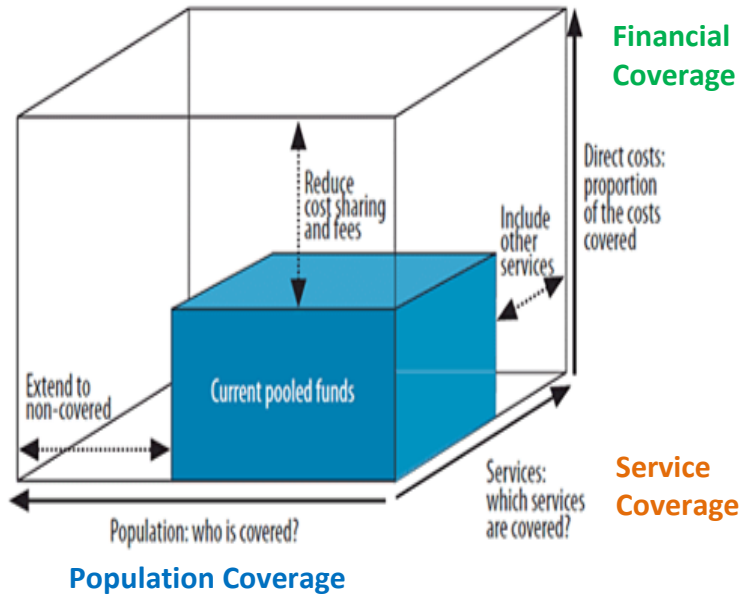 Financial
Coverage
Direct costs:
proportion
of the costs
covered
Reduce
cost sharing
and fees
Include
other
services
Extend to
non-covered
Current pooled funds
Services:
which services
are covered?
Service
Coverage
Population: who is covered?
Population Coverage